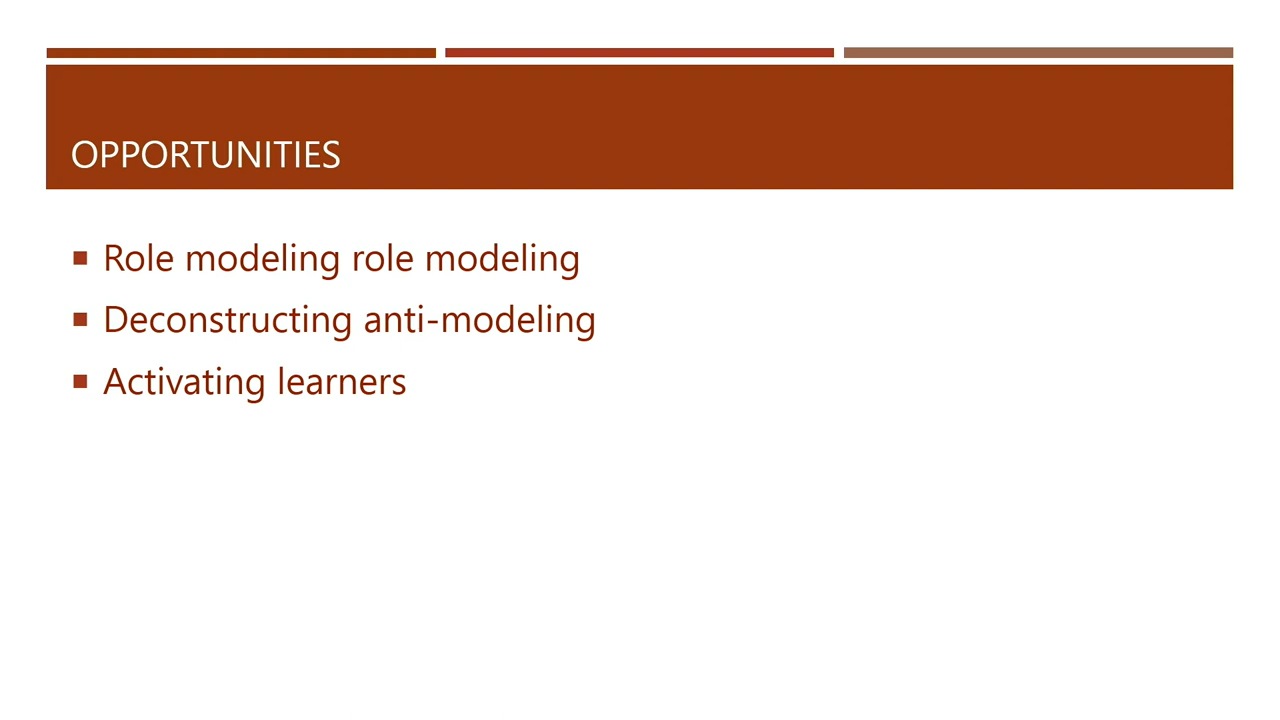 OPPORTUNITIES
Role modeling role modeling
Deconstructing anti-modeling
Activating learners